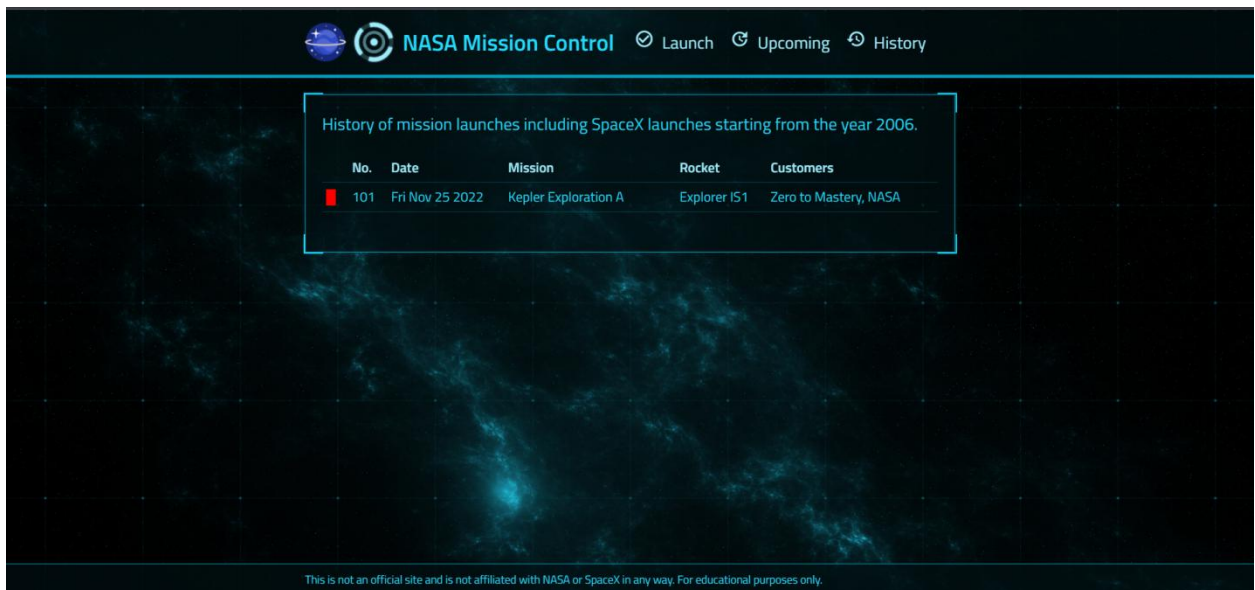 NASA Mission Control Launch Upcoming History
History of mission launches including SpaceX launches starting from the year 2006.
No. Date Mission Rocket Customers
101 Fri Nov 25 2022 Kepler Exploration A Explorer IS1 Zero to Mastery, NASA
This is not an official site and is not affiliated with NASA or SpaceX in any way. For educational purposes only.